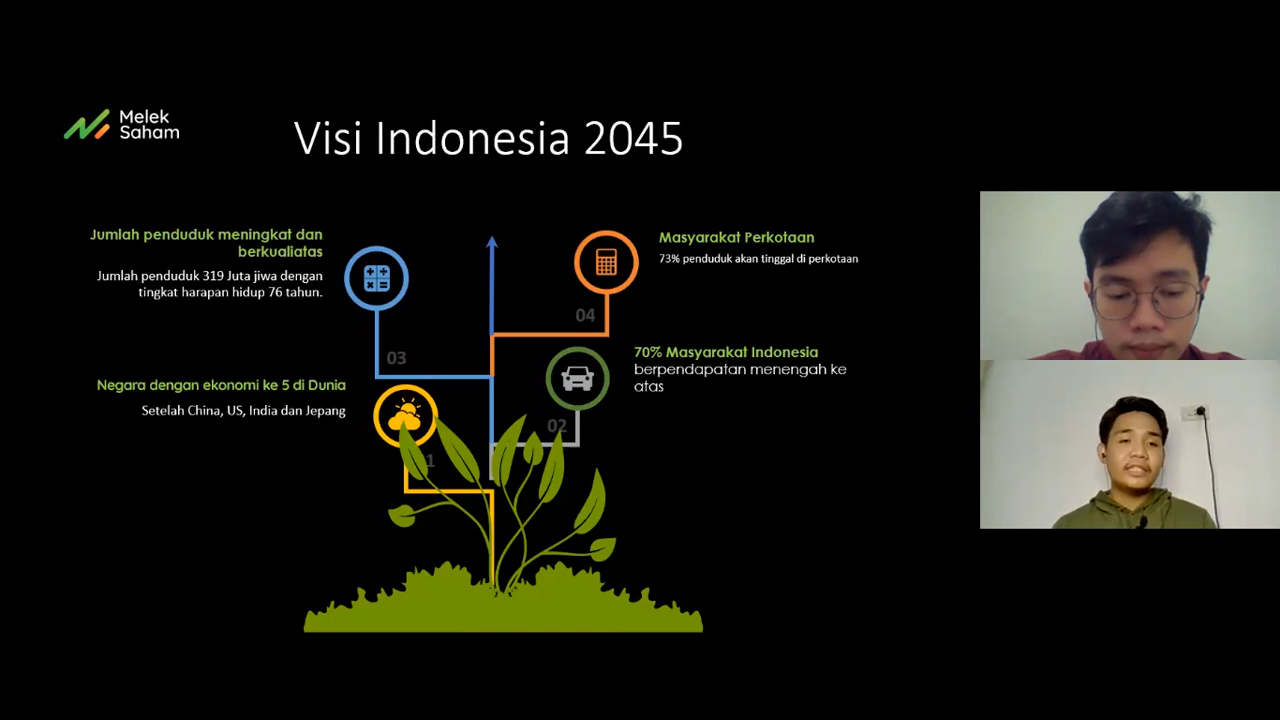 Melek
Saham
Visi Indonesia 2045
Jumlah penduduk meningkat dan
berkualiatas
Jumlah penduduk 319 Juta jiwa dengan
tingkat harapan hidup 76 tahun.
03
Masyarakat Perkotaan
73% penduduk akan tinggal di perkotaan
04
Negara dengan ekonomi ke 5 di Dunia
Setelah China, US, India dan Jepang
1
70% Masyarakat Indonesia
berpendapatan menengah ke
atas
02